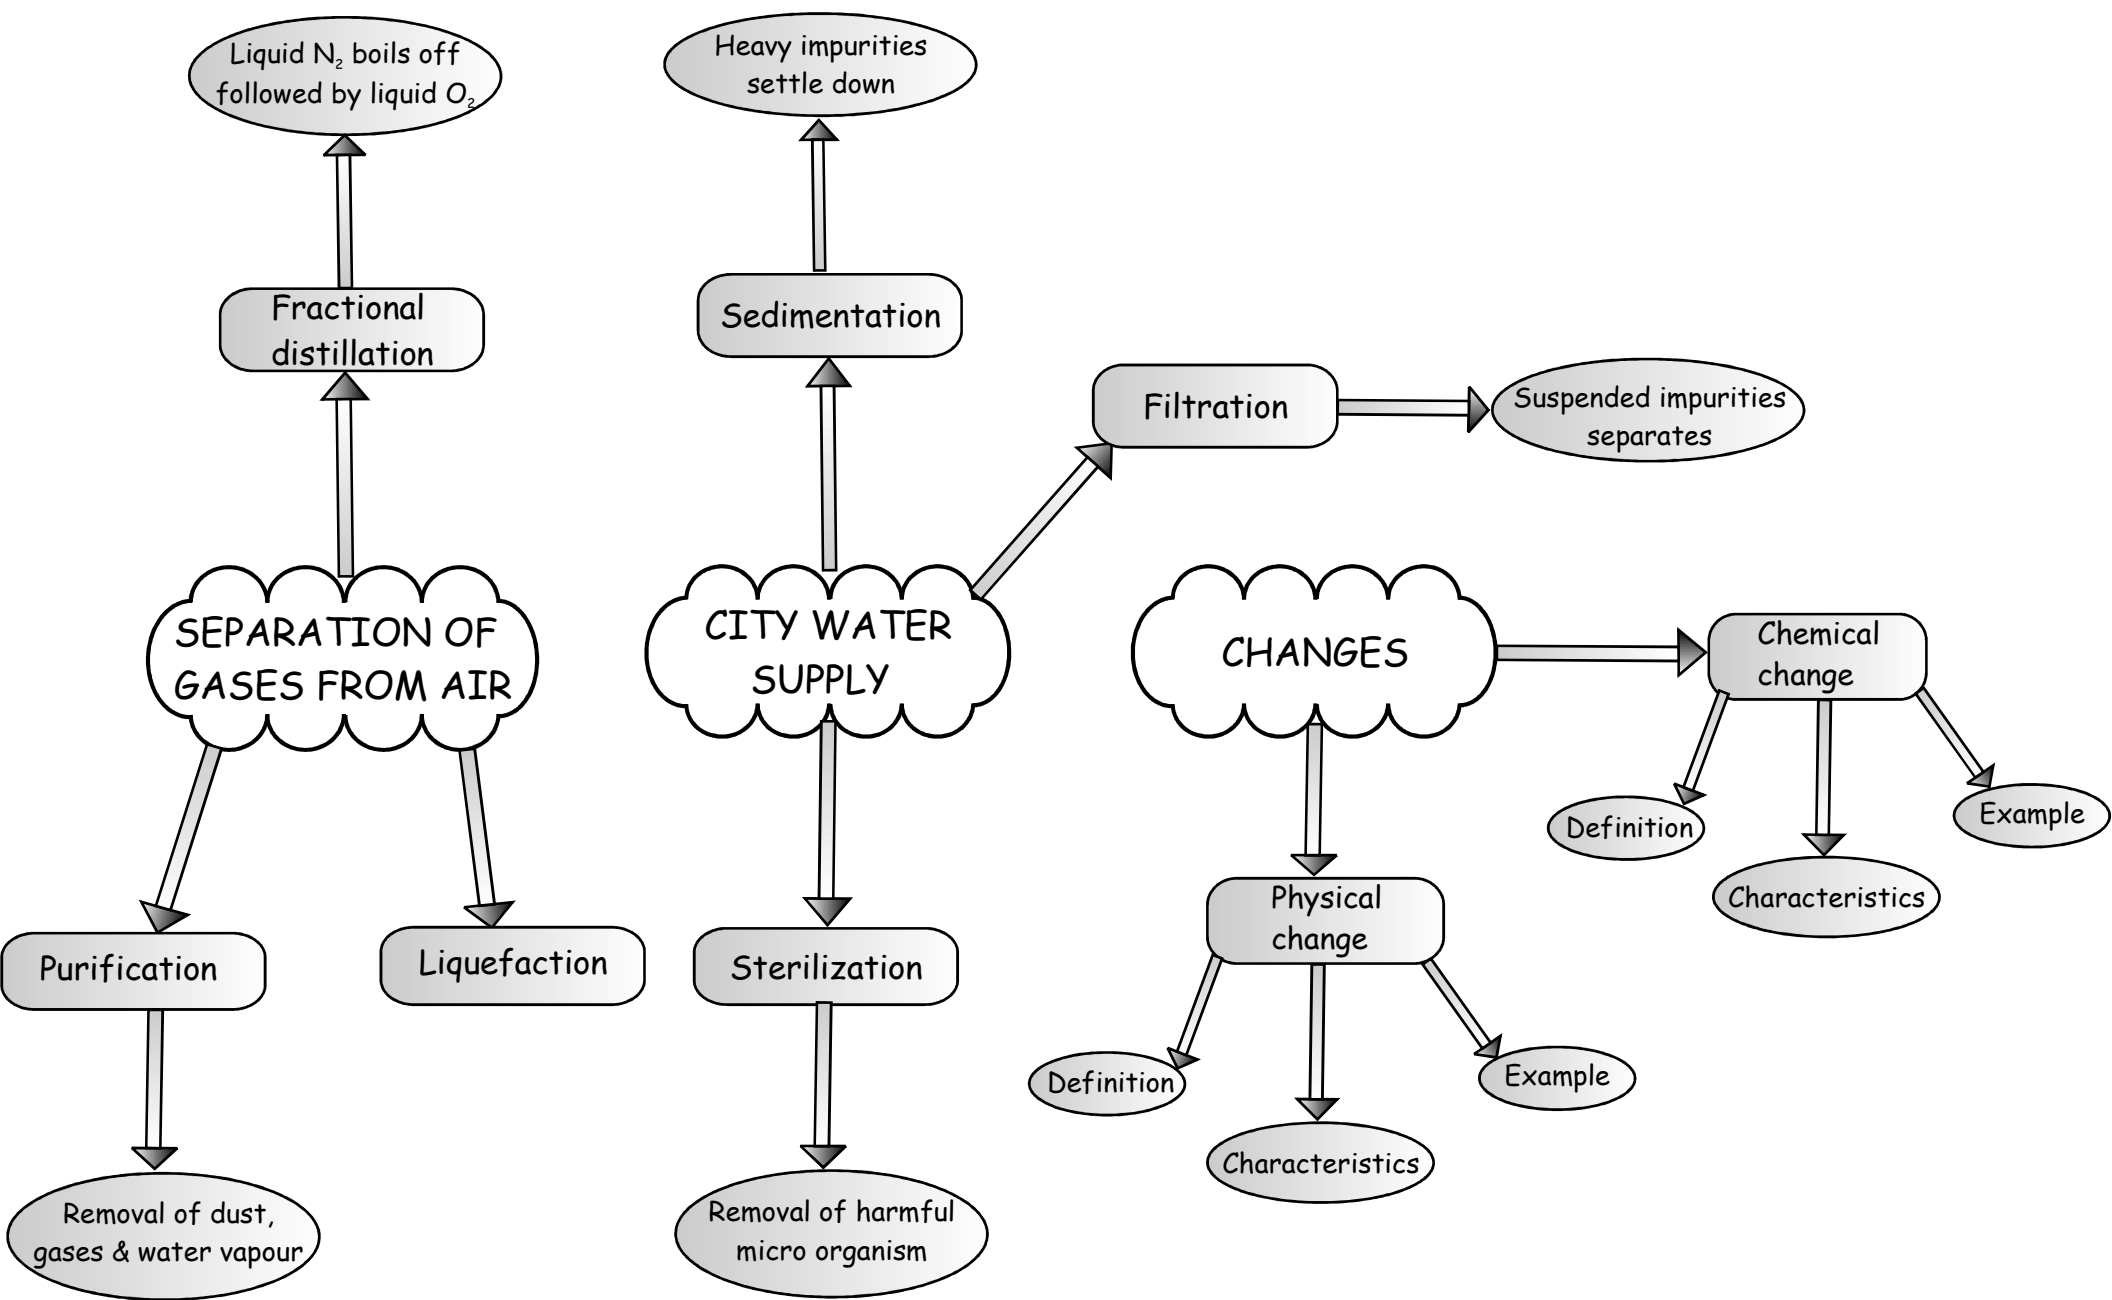 Liquid N₂ boils off
followed by liquid O₂
Fractional
distillation
SEPARATION OF
GASES FROM AIR
Purification
Liquefaction
Removal of dust,
gases & water vapour
Heavy impurities
settle down
Sedimentation
Filtration
Suspended impurities
separates
CITY WATER
SUPPLY
Sterilization
Removal of harmful
micro organism
CHANGES
Chemical
change
Definition
Characteristics
Example
Physical
change
Definition
Characteristics
Example